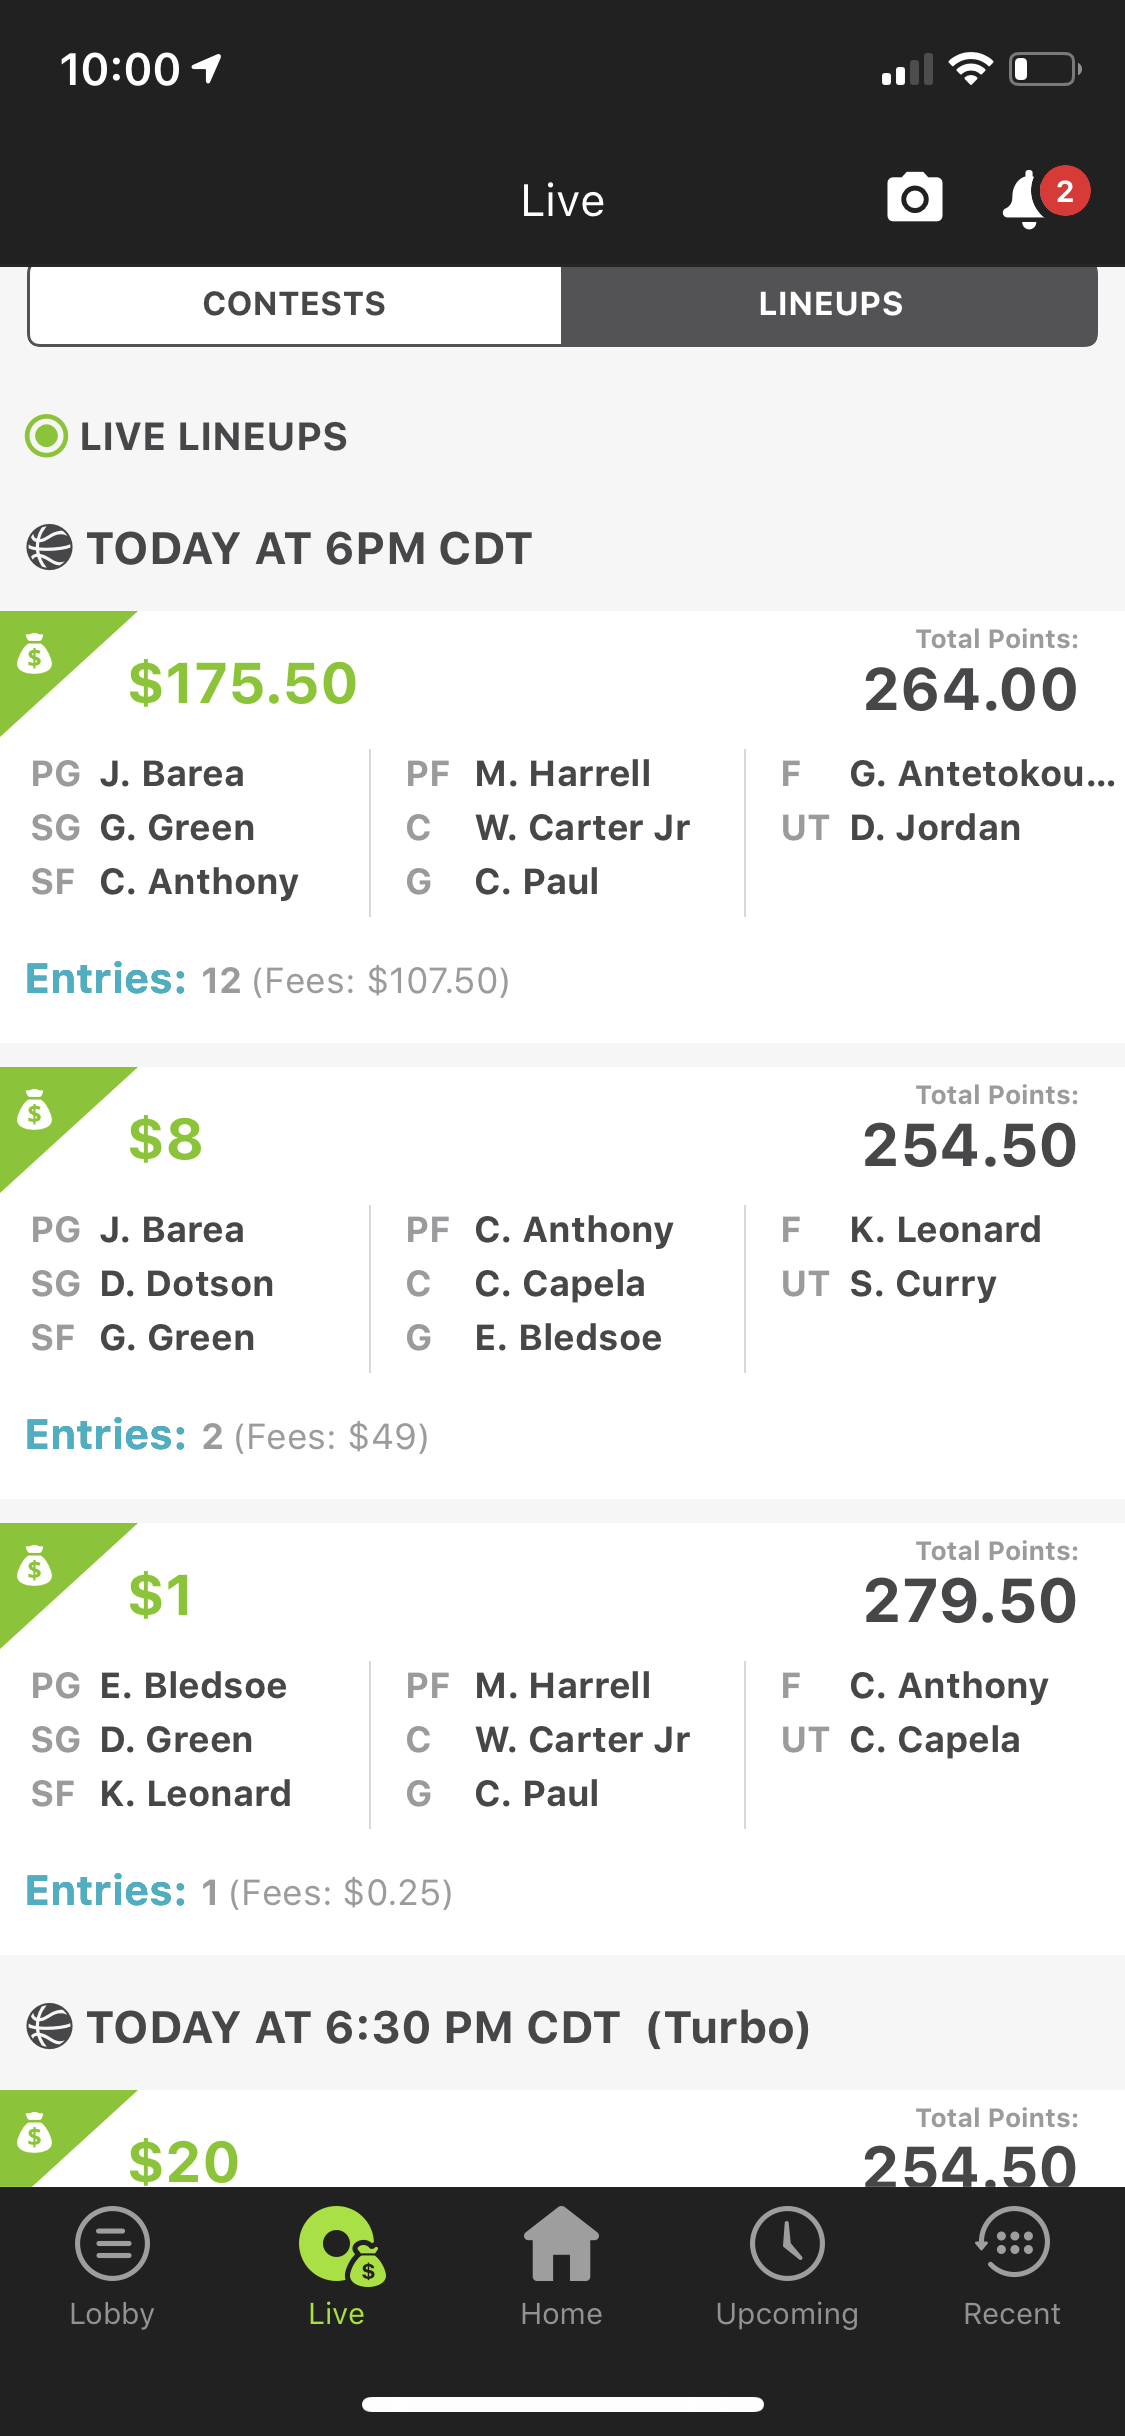 10:00
Live
2
CONTESTS LINEUPS
LIVE LINEUPS
TODAY AT 6PM CDT
$
$175.50
Total Points:
264.00
PG J. Barea
SG G. Green
SF C. Anthony
PF M. Harrell
C W. Carter Jr
G C. Paul
F G. Antetokou...
UT D. Jordan
Entries: 12 (Fees: $107.50)
$
$8
Total Points:
254.50
PG J. Barea
SG D. Dotson
SF G. Green
PF C. Anthony
C C. Capela
G E. Bledsoe
F K. Leonard
UT S. Curry
Entries: 2 (Fees: $49)
$
$1
Total Points:
279.50
PG E. Bledsoe
SG D. Green
SF K. Leonard
PF M. Harrell
C W. Carter Jr
G C. Paul
F C. Anthony
UT C. Capela
Entries: 1 (Fees: $0.25)
TODAY AT 6:30 PM CDT (Turbo)
$
$20
Total Points:
254.50
$
Lobby Live Home Upcoming Recent